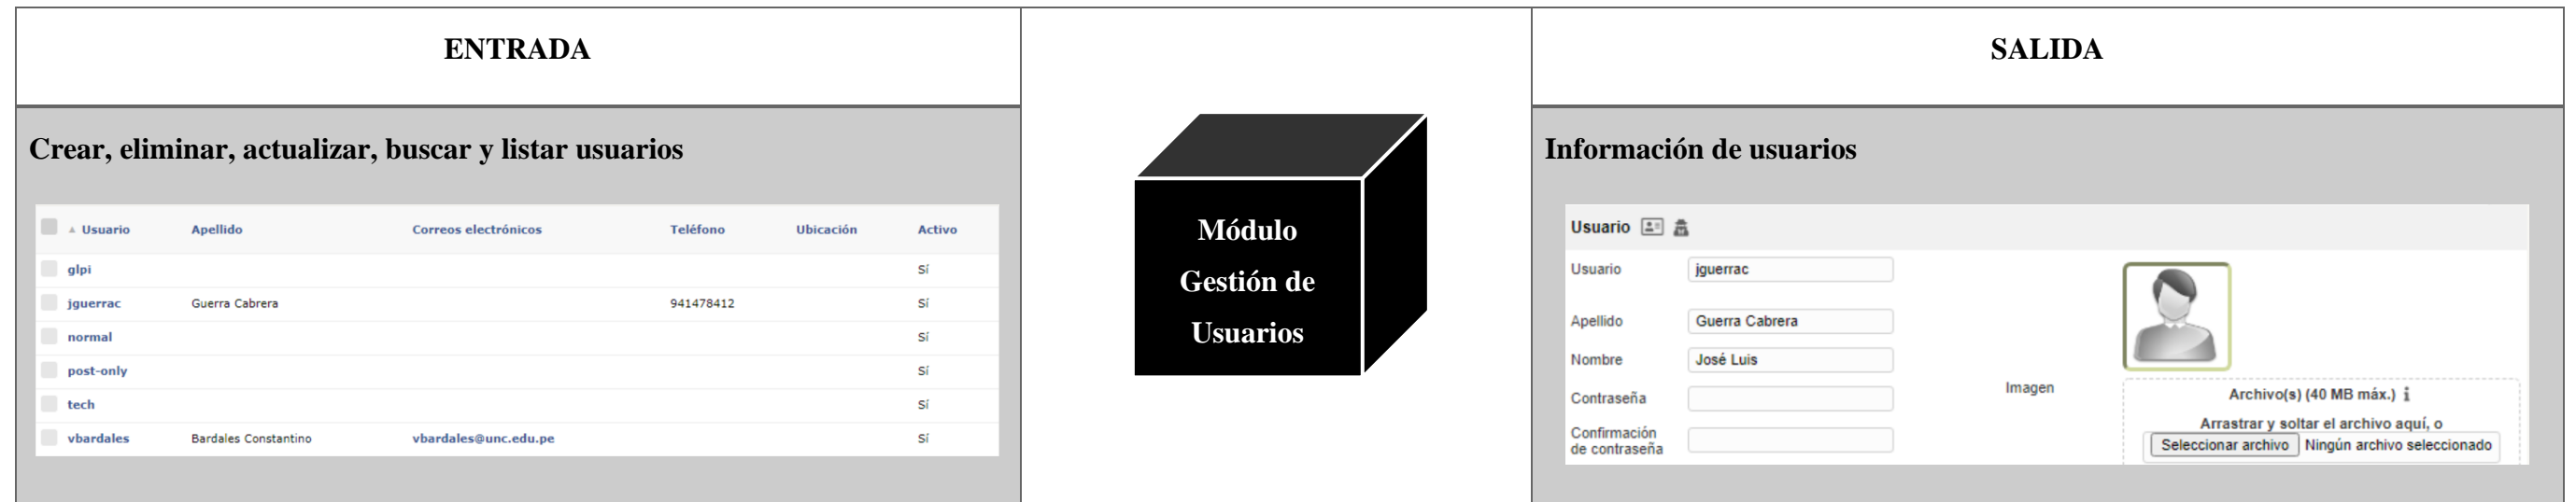 ENTRADA
Crear, eliminar, actualizar, buscar y listar usuarios
Usuario Apellido Correos electrónicos Teléfono Ubicación Activo
glpi Sí
jguerrac Guerra Cabrera 941478412 Sí
normal Sí
post-only Sí
tech Sí
vbardales Bardales Constantino vbardales@unc.edu.pe Sí
Módulo
Gestión de
Usuarios
SALIDA
Información de usuarios
Usuario
Usuario jguerrac
Apellido Guerra Cabrera
Nombre José Luis
Contraseña
Confirmación
de contraseña
Imagen
Archivo(s) (40 MB máx.)
Arrastrar y soltar el archivo aquí, o
Seleccionar archivo Ningún archivo seleccionado